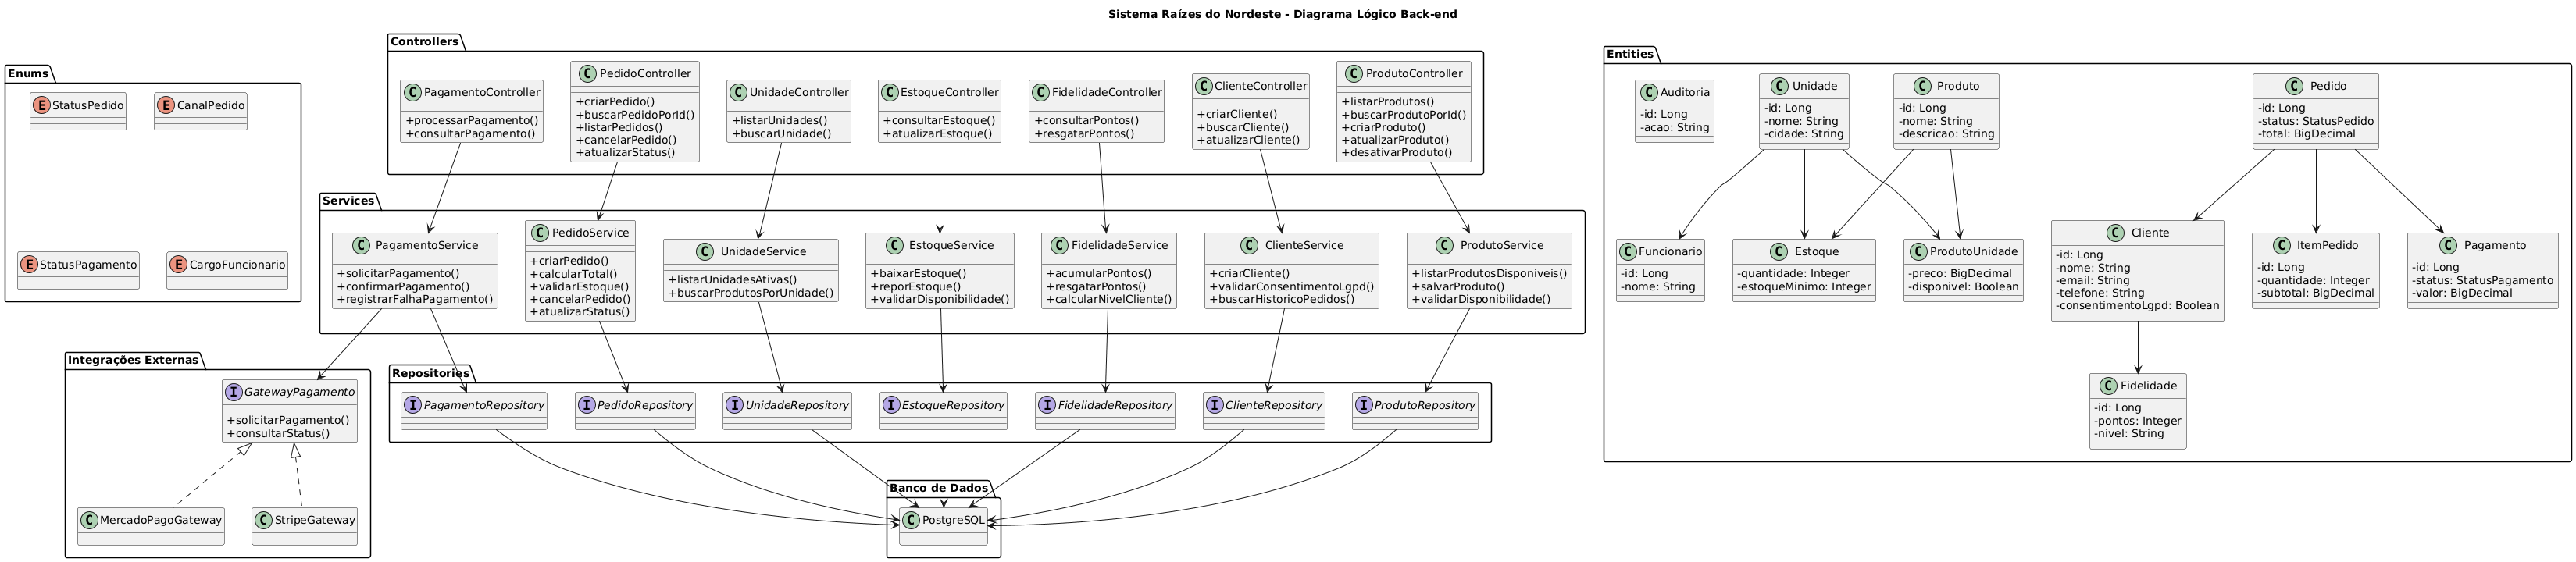 Sistema Raízes do Nordeste - Diagrama Lógico Back-end
Enums
E StatusPedido
E CanalPedido
E StatusPagamento
E CargoFuncionario
Controllers
C PagamentoController
+processarPagamento()
+consultarPagamento()
C PedidoController
+criarPedido()
+buscarPedidoPorId()
+listarPedidos()
+cancelarPedido()
+atualizarStatus()
C UnidadeController
+listarUnidades()
+buscarUnidade()
C EstoqueController
+consultarEstoque()
+atualizarEstoque()
C FidelidadeController
+consultarPontos()
+resgatarPontos()
C ClienteController
+criarCliente()
+buscarCliente()
+atualizarCliente()
C ProdutoController
+listarProdutos()
+buscarProdutoPorId()
+criarProduto()
+atualizarProduto()
+desativarProduto()
Services
C PagamentoService
+solicitarPagamento()
+confirmarPagamento()
+registrarFalhaPagamento()
C PedidoService
+criarPedido()
+calcularTotal()
+validarEstoque()
+cancelarPedido()
+atualizarStatus()
C UnidadeService
+listarUnidadesAtivas()
+buscarProdutosPorUnidade()
C EstoqueService
+baixarEstoque()
+reporEstoque()
+validarDisponibilidade()
C FidelidadeService
+acumularPontos()
+resgatarPontos()
+calcularNivelCliente()
C ClienteService
+criarCliente()
+validarConsentimentoLgpd()
+buscarHistoricoPedidos()
C ProdutoService
+listarProdutosDisponiveis()
+salvarProduto()
+validarDisponibilidade()
Integrações Externas
I GatewayPagamento
+solicitarPagamento()
+consultarStatus()
C MercadoPagoGateway
C StripeGateway
Repositories
I PagamentoRepository
I PedidoRepository
I UnidadeRepository
I EstoqueRepository
I FidelidadeRepository
I ClienteRepository
I ProdutoRepository
Banco de Dados
C PostgreSQL
Entities
C Auditoria
-id: Long
-acao: String
C Unidade
-id: Long
-nome: String
-cidade: String
C Produto
-id: Long
-nome: String
-descricao: String
C Pedido
-id: Long
-status: StatusPedido
-total: BigDecimal
C Funcionario
-id: Long
-nome: String
C Estoque
-quantidade: Integer
-estoqueMinimo: Integer
C ProdutoUnidade
-preco: BigDecimal
-disponivel: Boolean
C Cliente
-id: Long
-nome: String
-email: String
-telefone: String
-consentimentoLgpd: Boolean
C ItemPedido
-id: Long
-quantidade: Integer
-subtotal: BigDecimal
C Pagamento
-id: Long
-status: StatusPagamento
-valor: BigDecimal
C Fidelidade
-id: Long
-pontos: Integer
-nivel: String